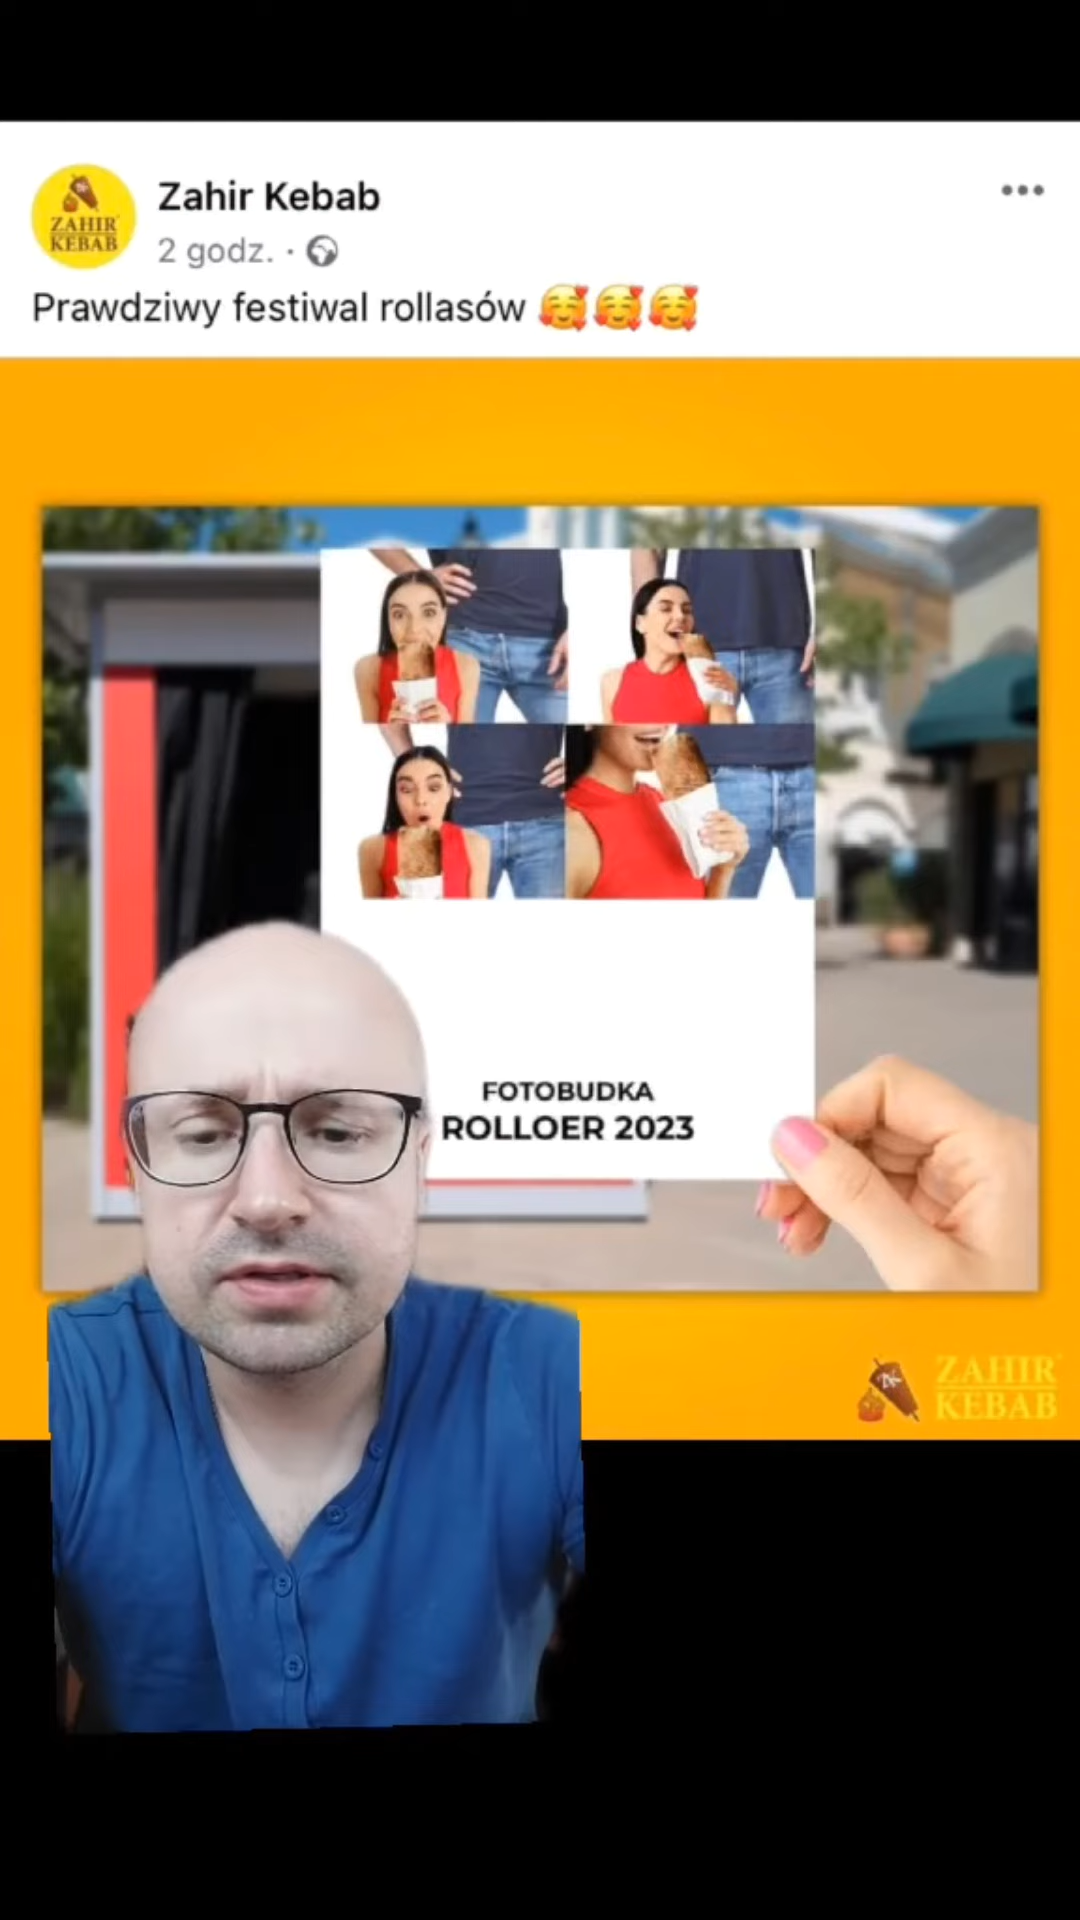 ZAHIR
KEBAB
Zahir Kebab
2 godz. ·
Prawdziwy festiwal rollasów 🥰🥰🥰
FOTOBUDKA
ROLLOER 2023
ZAHIR
KEBAB